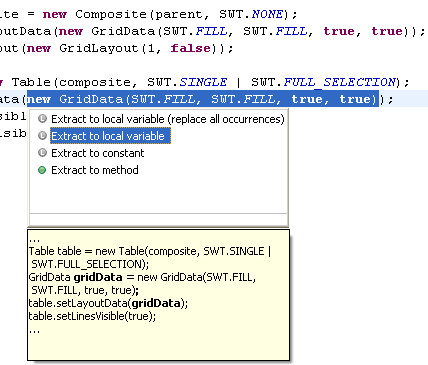 te = new Composite(parent, SWT.NONE);
outData(new GridData(SWT.FILL, SWT.FILL, true, true));
out(new GridLayout(1, false));
v Table(composite, SWT.SINGLE | SWT.FULL_SELECTION);
ata(new GridData(SWT.FILL, SWT.FILL, true, true));
sibl
isibl
Extract to local variable (replace all occurrences)
Extract to local variable
Extract to constant
Extract to method
...
Table table = new Table(composite, SWT.SINGLE |
SWT.FULL_SELECTION);
GridData gridData = new GridData(SWT.FILL,
SWT.FILL, true, true);
table.setLayoutData(gridData);
table.setLinesVisible(true);
...